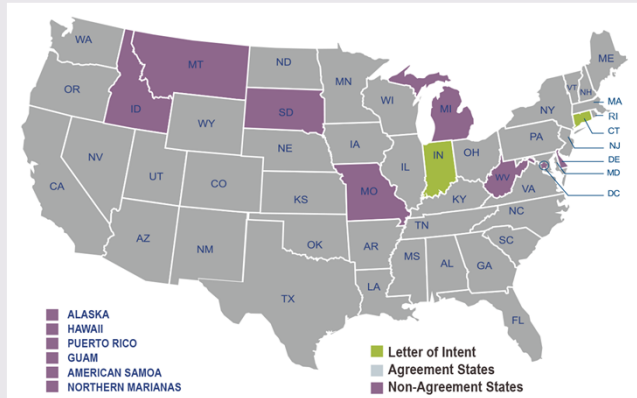 WA
OR
CA
NV
ID
MT
WY
UT
AZ
CO
NM
ND
SD
NE
KS
OK
TX
MN
IA
MO
AR
LA
WI
IL
MI
IN
OH
KY
TN
MS
AL
GA
FL
SC
NC
VA
WV
PA
NY
VT
NH
ME
MA
RI
CT
NJ
DE
MD
DC
ALASKA
HAWAII
PUERTO RICO
GUAM
AMERICAN SAMOA
NORTHERN MARIANAS
Letter of Intent
Agreement States
Non-Agreement States